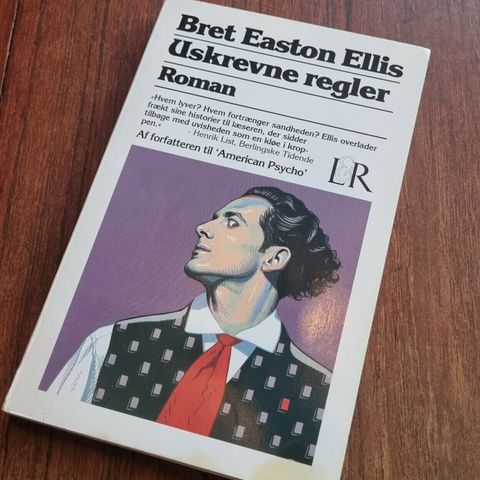 Bret Easton Ellis
Uskrevne regler
Roman
»Hvem lyver? Hvem fortrænger sandheden? Ellis overlader
frækt sine historier til læseren, der sidder
tilbage med uvisheden som en kløe i krop-
pen.«
- Henrik List, Berlingske Tidende
Af forfatteren til 'American Psycho'
L&R